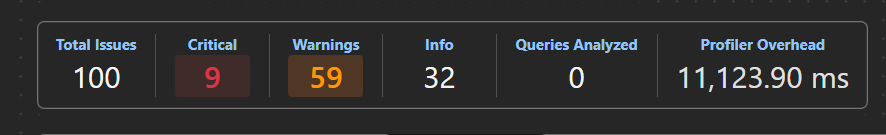 Total Issues Critical Warnings Info Queries Analyzed Profiler Overhead
100 9 59 32 0 11,123.90 ms